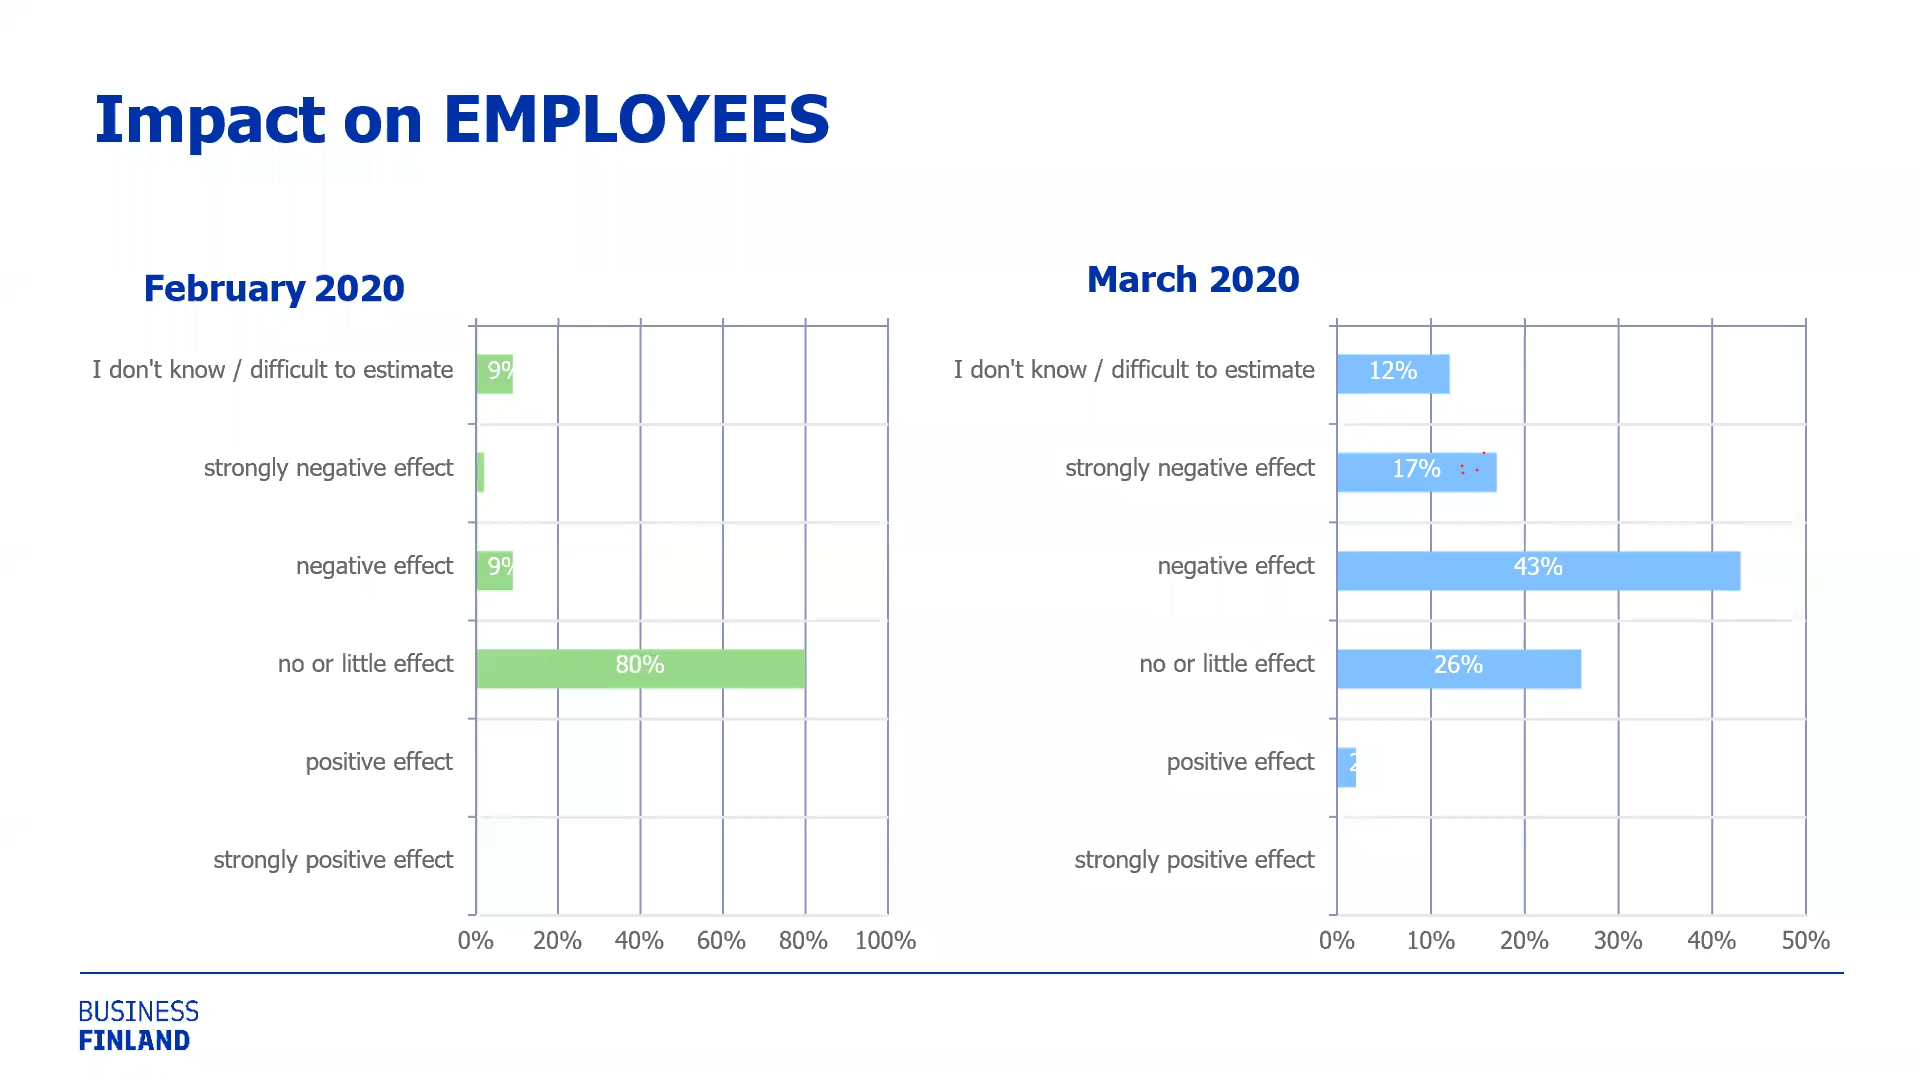 Impact on EMPLOYEES
February 2020
I don't know / difficult to estimate
9%
strongly negative effect
negative effect
9%
no or little effect
80%
positive effect
strongly positive effect
0% 20% 40% 60% 80% 100%
March 2020
I don't know / difficult to estimate
12%
strongly negative effect
17%
negative effect
43%
no or little effect
26%
positive effect
2
strongly positive effect
0% 10% 20% 30% 40% 50%
BUSINESS
FINLAND